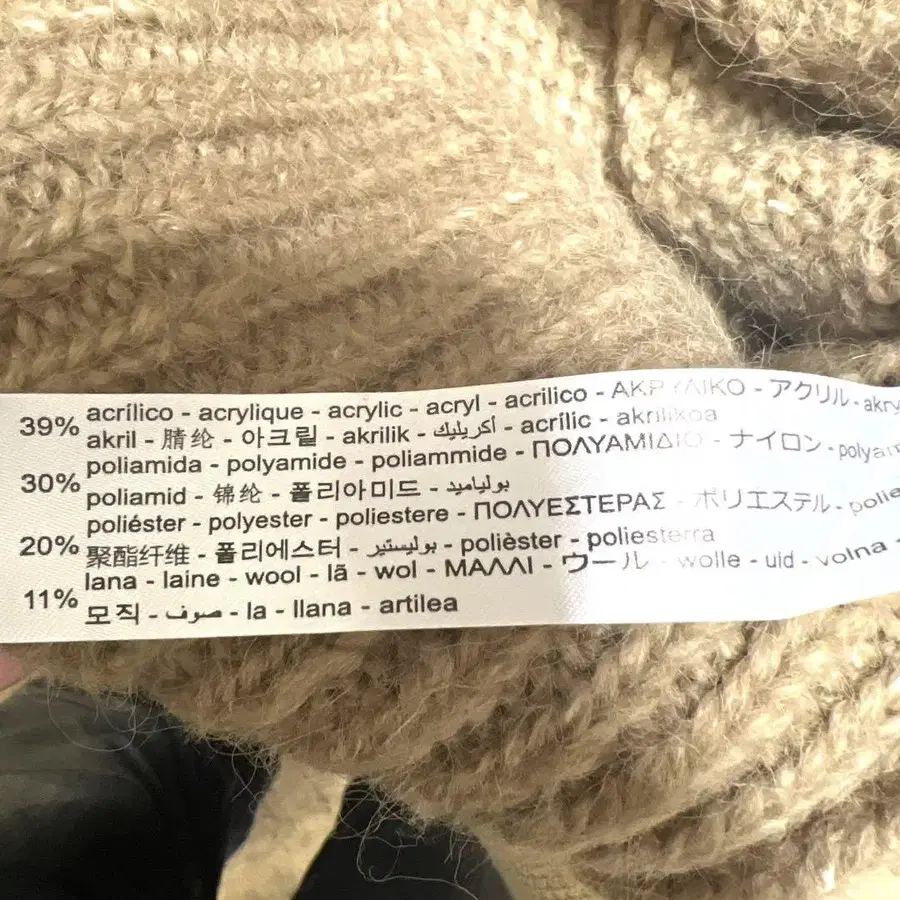 39% acrílico - acrylique - acrylic - acryl - acrilico - ΑΚΡΥΛΙΚΟ - アクリル -
akril - 腈纶 - 아크릴 - akrilik - أكريليك - acrílic - akrilikoa
30% poliamida - polyamide - poliammide - ΠΟΛΥΑΜΙΔΙΟ - ナイロン -
poliamid - 锦纶 - 폴리아미드 - بولياميد
20% poliéster - polyester - poliestere - ΠΟΛΥΕΣΤΕΡΑΣ - ポリエステル -
聚酯纤维 - 폴리에스터 - بوليستير - polièster - poliesterra
11% lana - laine - wool - lã - wol - ΜΑΛΛΙ - ウール - wolle - uld - volna -
모직 - صوف - la - llana - artilea